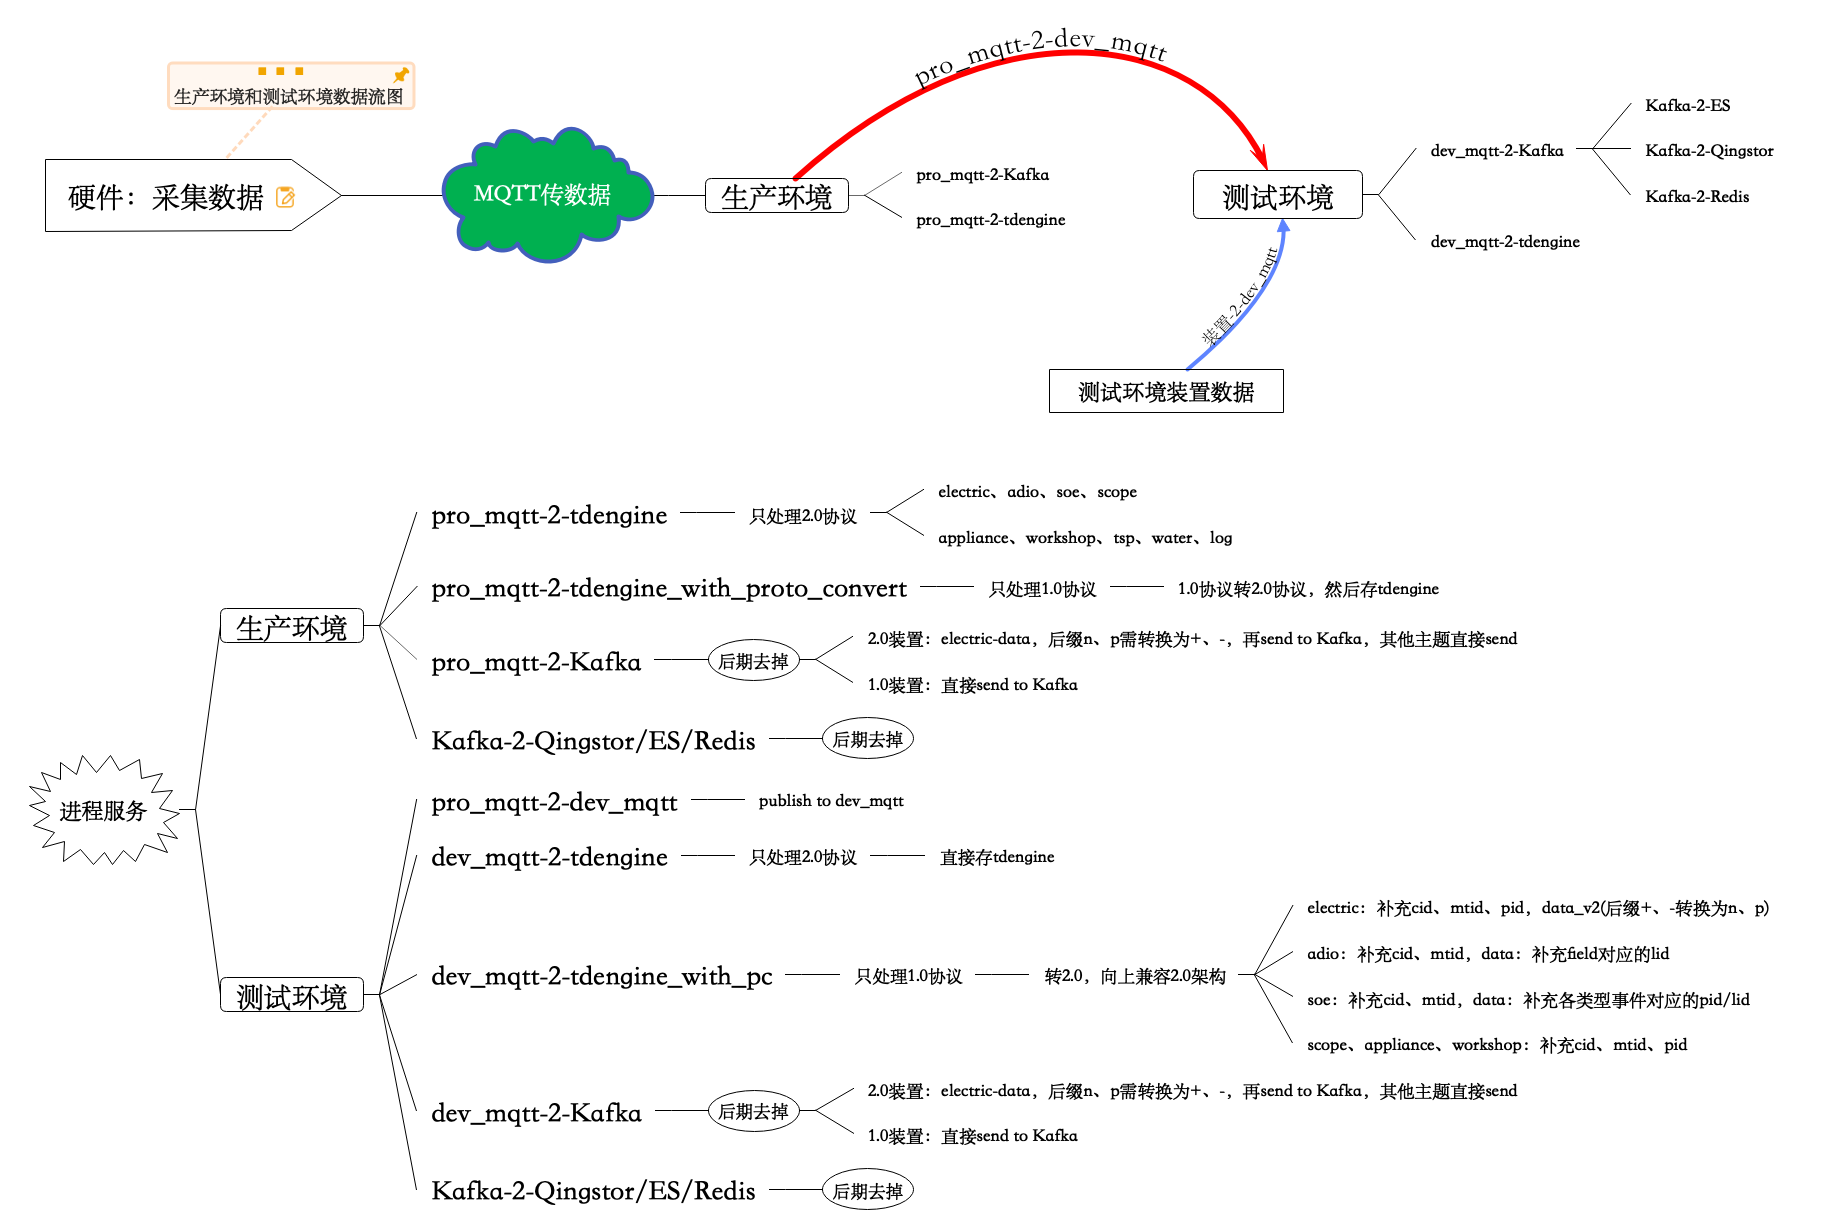 生产环境和测试环境数据流图
硬件：采集数据
MQTT传数据
生产环境
pro_mqtt-2-Kafka
pro_mqtt-2-tdengine
pro_mqtt-2-dev_mqtt
测试环境
dev_mqtt-2-Kafka
Kafka-2-ES
Kafka-2-Qingstor
Kafka-2-Redis
dev_mqtt-2-tdengine
装置-2-dev_mqtt
测试环境装置数据
进程服务
生产环境
pro_mqtt-2-tdengine
只处理2.0协议
electric、adio、soe、scope
appliance、workshop、tsp、water、log
pro_mqtt-2-tdengine_with_proto_convert
只处理1.0协议
1.0协议转2.0协议，然后存tdengine
pro_mqtt-2-Kafka
后期去掉
2.0装置：electric-data，后缀n、p需转换为+、-，再send to Kafka，其他主题直接send
1.0装置：直接send to Kafka
Kafka-2-Qingstor/ES/Redis
后期去掉
测试环境
pro_mqtt-2-dev_mqtt
publish to dev_mqtt
dev_mqtt-2-tdengine
只处理2.0协议
直接存tdengine
dev_mqtt-2-tdengine_with_pc
只处理1.0协议
转2.0，向上兼容2.0架构
electric：补充cid、mtid、pid，data_v2(后缀+、-转换为n、p)
adio：补充cid、mtid，data：补充field对应的lid
soe：补充cid、mtid，data：补充各类型事件对应的pid/lid
scope、appliance、workshop：补充cid、mtid、pid
dev_mqtt-2-Kafka
后期去掉
2.0装置：electric-data，后缀n、p需转换为+、-，再send to Kafka，其他主题直接send
1.0装置：直接send to Kafka
Kafka-2-Qingstor/ES/Redis
后期去掉